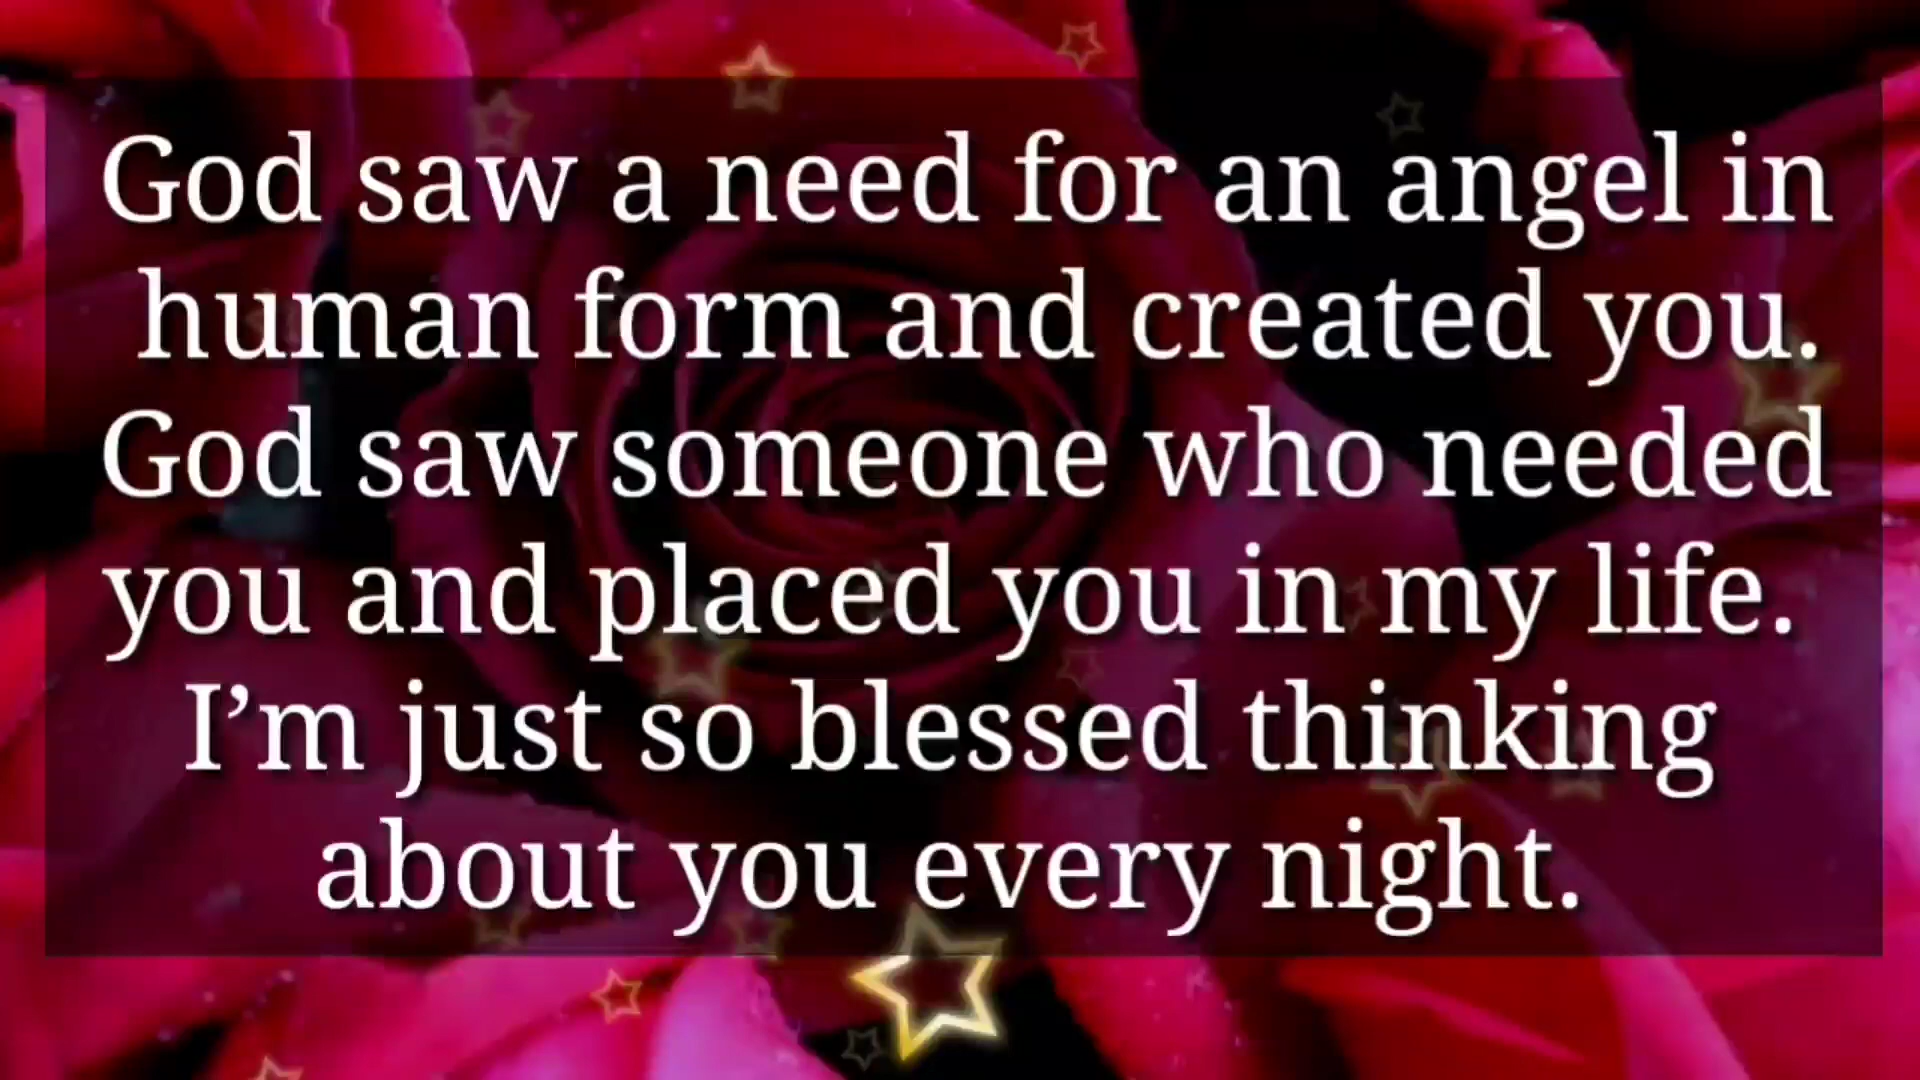 God saw a need for an angel in
human form and created you.
God saw someone who needed
you and placed you in my life.
I’m just so blessed thinking
about you every night.